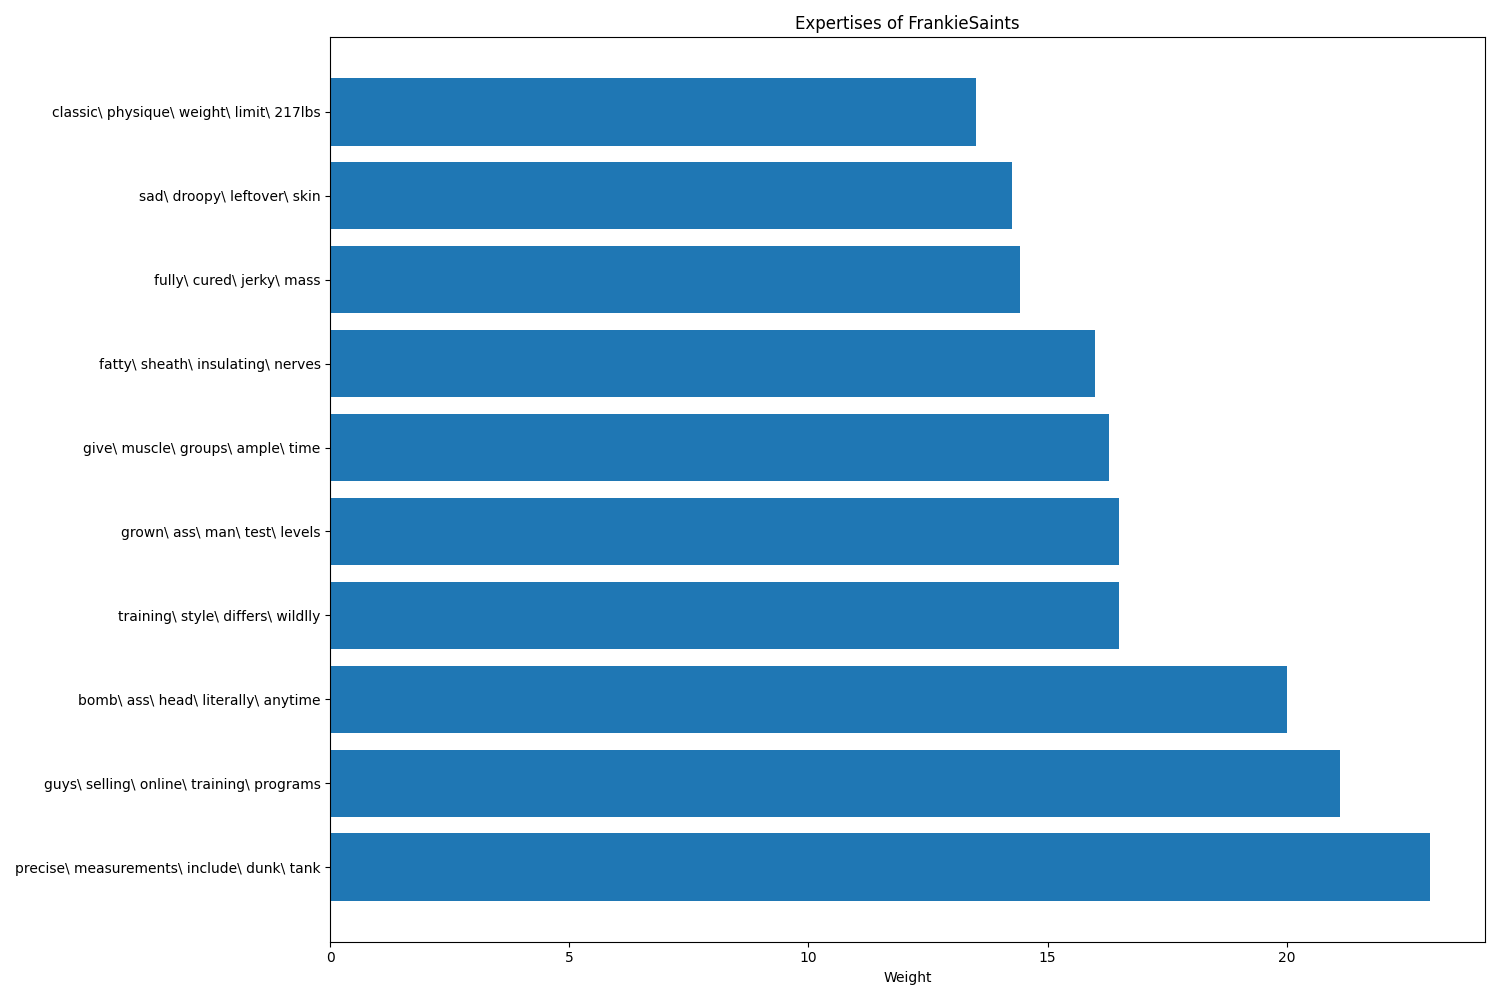 Expertises of FrankieSaints
classic\ physique\ weight\ limit\ 217lbs
sad\ droopy\ leftover\ skin
fully\ cured\ jerky\ mass
fatty\ sheath\ insulating\ nerves
give\ muscle\ groups\ ample\ time
grown\ ass\ man\ test\ levels
training\ style\ differs\ wildlly
bomb\ ass\ head\ literally\ anytime
guys\ selling\ online\ training\ programs
precise\ measurements\ include\ dunk\ tank
0 5 10 15 20
Weight